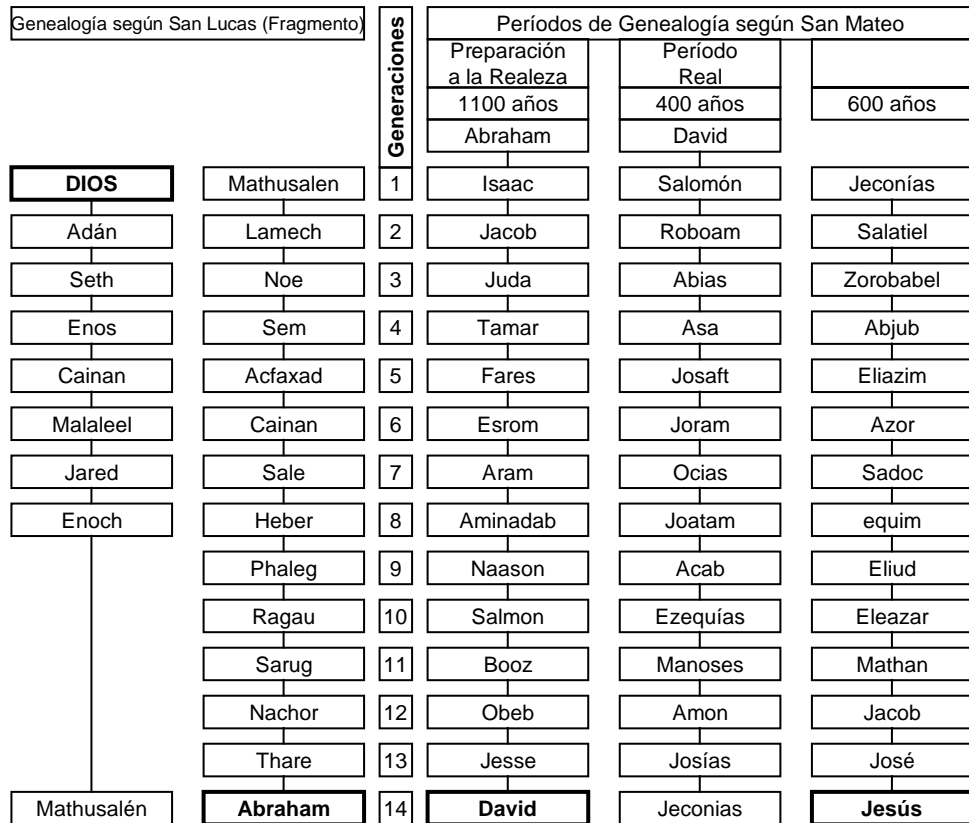 Genealogía según San Lucas (Fragmento)
Generaciones
Períodos de Genealogía según San Mateo
Preparación
a la Realeza
Período
Real
1100 años
400 años
600 años
Abraham
David
DIOS
Mathusalen
1
Isaac
Salomón
Jeconías
Adán
Lamech
2
Jacob
Roboam
Salatiel
Seth
Noe
3
Juda
Abias
Zorobabel
Enos
Sem
4
Tamar
Asa
Abjub
Cainan
Acfaxad
5
Fares
Josaft
Eliazim
Malaleel
Cainan
6
Esrom
Joram
Azor
Jared
Sale
7
Aram
Ocias
Sadoc
Enoch
Heber
8
Aminadab
Joatam
equim
Phaleg
9
Naason
Acab
Eliud
Ragau
10
Salmon
Ezequías
Eleazar
Sarug
11
Booz
Manoses
Mathan
Nachor
12
Obeb
Amon
Jacob
Thare
13
Jesse
Josías
José
Mathusalén
Abraham
14
David
Jeconias
Jesús